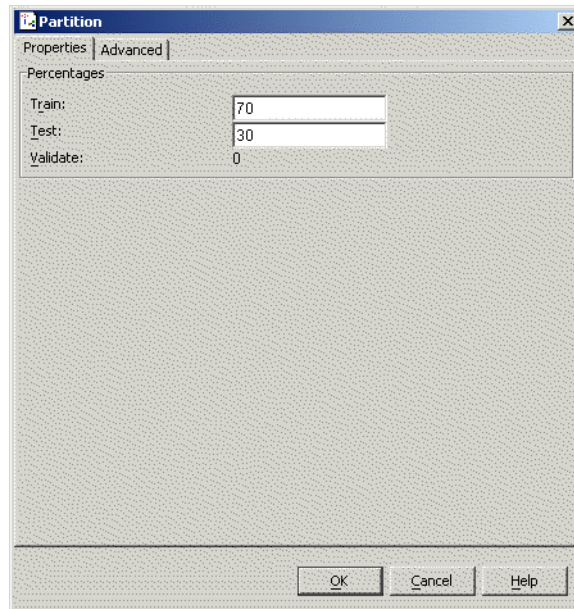 Partition
Properties Advanced
Percentages
Train: 70
Test: 30
Validate: 0
OK Cancel Help